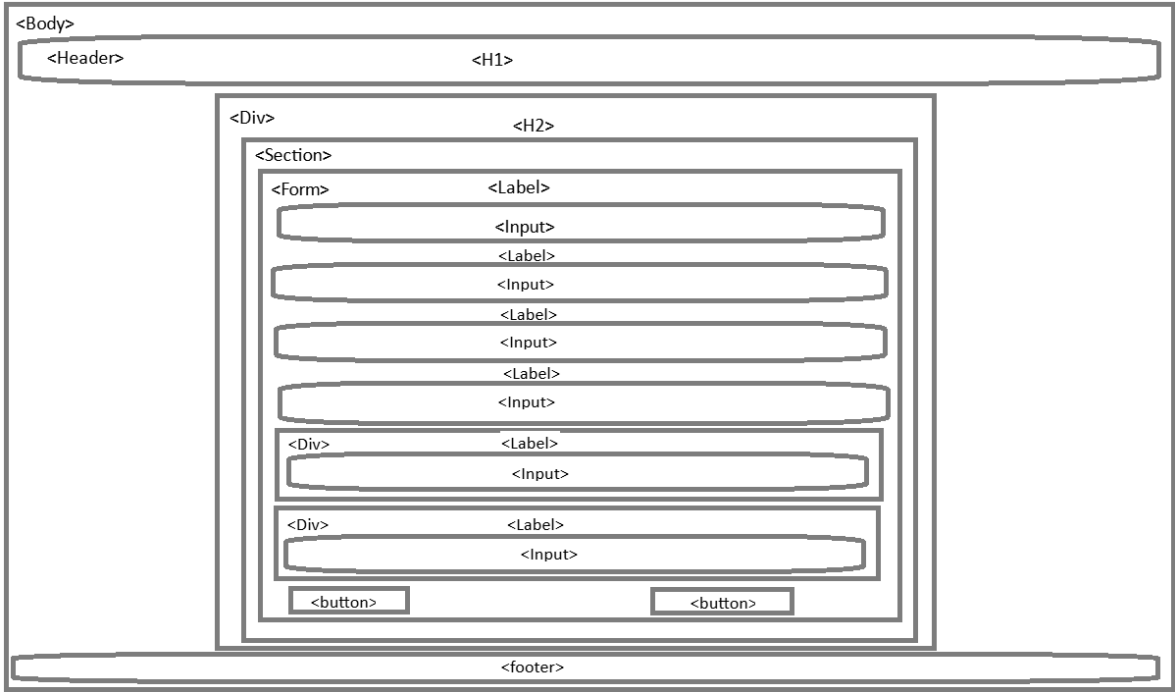 <Body>
<Header> <H1>
<Div>
<H2>
<Section>
<Form> <Label>
<Input>
<Label>
<Input>
<Label>
<Input>
<Label>
<Input>
<Div> <Label>
<Input>
<Div> <Label>
<Input>
<button> <button>
<footer>